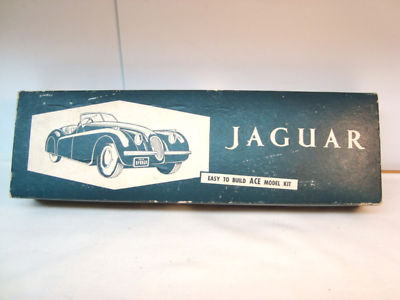 JAGUAR
EASY TO BUILD ACE MODEL KIT